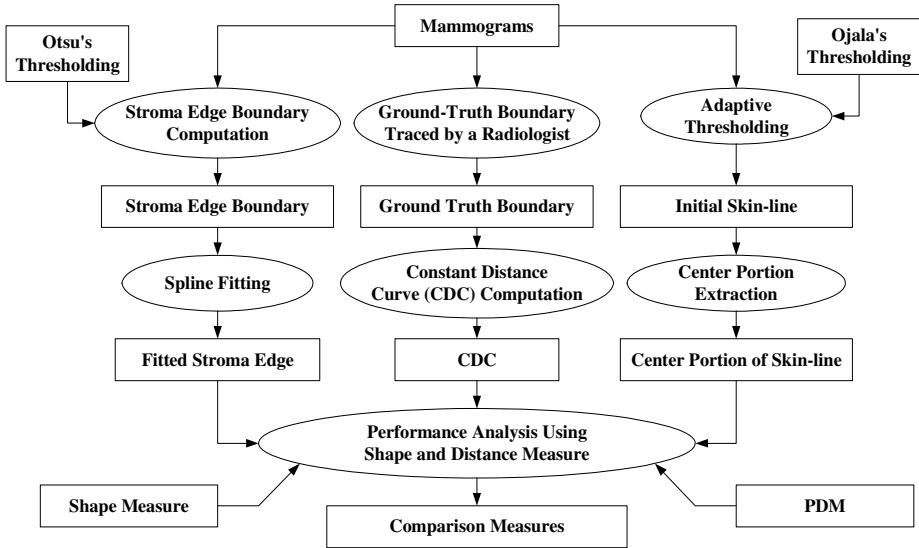 Otsu's
Thresholding
Mammograms
Ojala's
Thresholding
Stroma Edge Boundary
Computation
Ground-Truth Boundary
Traced by a Radiologist
Adaptive
Thresholding
Stroma Edge Boundary
Ground Truth Boundary
Initial Skin-line
Spline Fitting
Constant Distance
Curve (CDC) Computation
Center Portion
Extraction
Fitted Stroma Edge
CDC
Center Portion of Skin-line
Performance Analysis Using
Shape and Distance Measure
Shape Measure
PDM
Comparison Measures